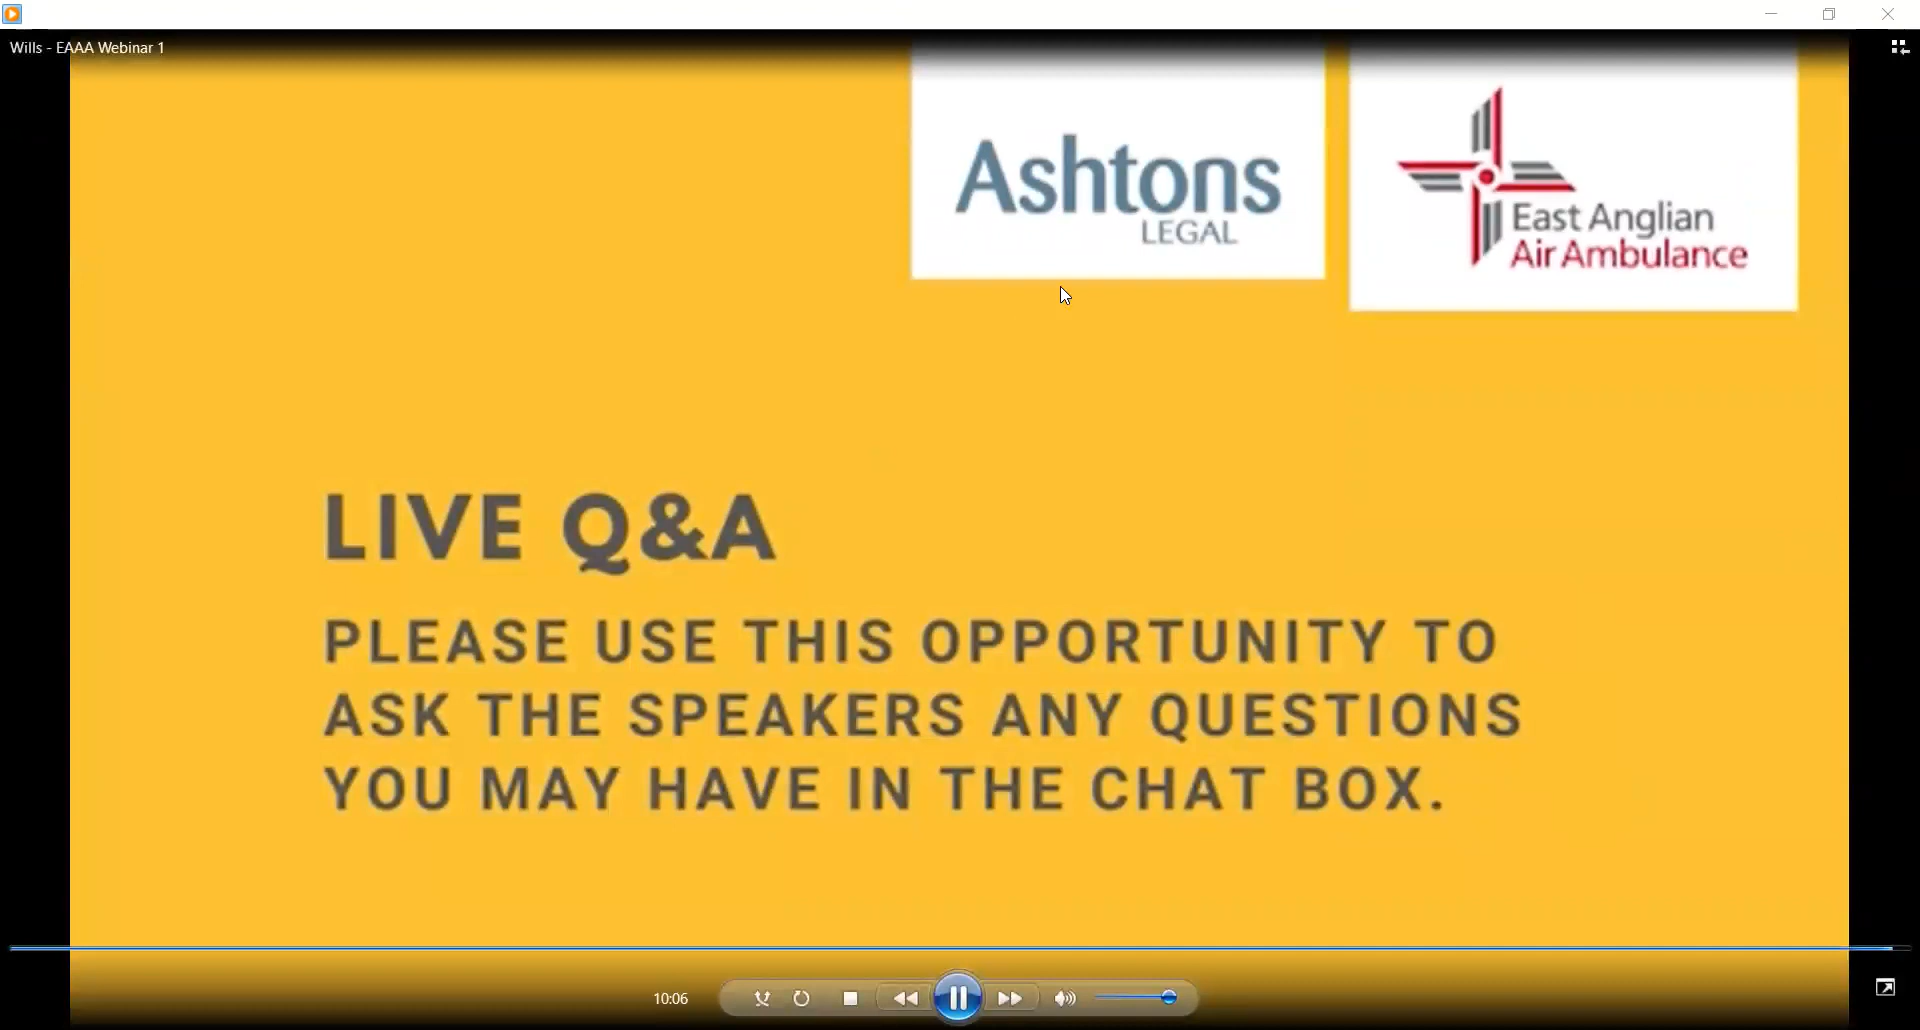 Wills - EAAA Webinar 1
Ashtons
LEGAL
East Anglian
Air Ambulance
LIVE Q&A
PLEASE USE THIS OPPORTUNITY TO
ASK THE SPEAKERS ANY QUESTIONS
YOU MAY HAVE IN THE CHAT BOX.
10:06